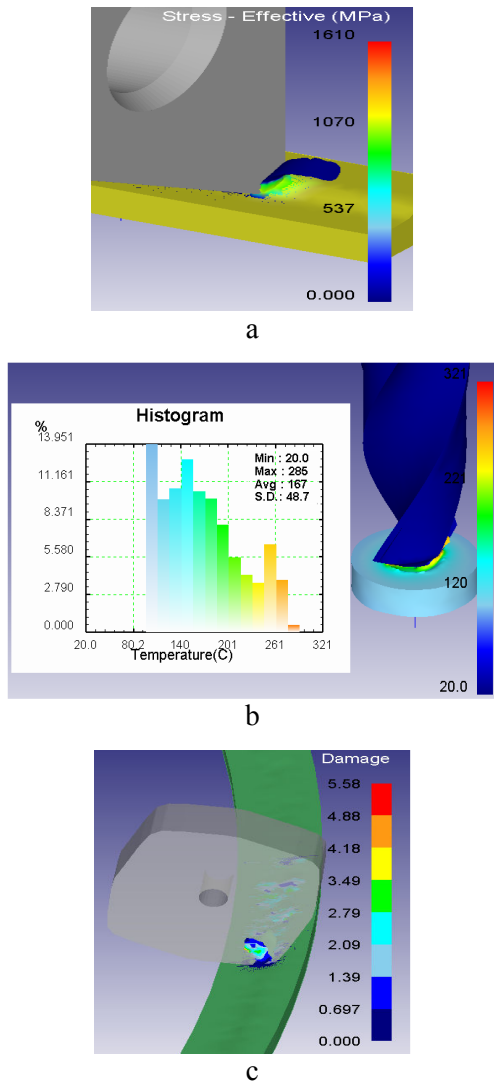 Stress - Effective (MPa)
1610
1070
537
0.000
a
Histogram
%
13.951
11.161
8.371
5.580
2.790
0.000
Min : 20.0
Max : 285
Avg : 167
S.D.: 48.7
20.0 80.2 140 201 261 321
Temperature(C)
321
221
120
20.0
b
Damage
5.58
4.88
4.18
3.49
2.79
2.09
1.39
0.697
0.000
c